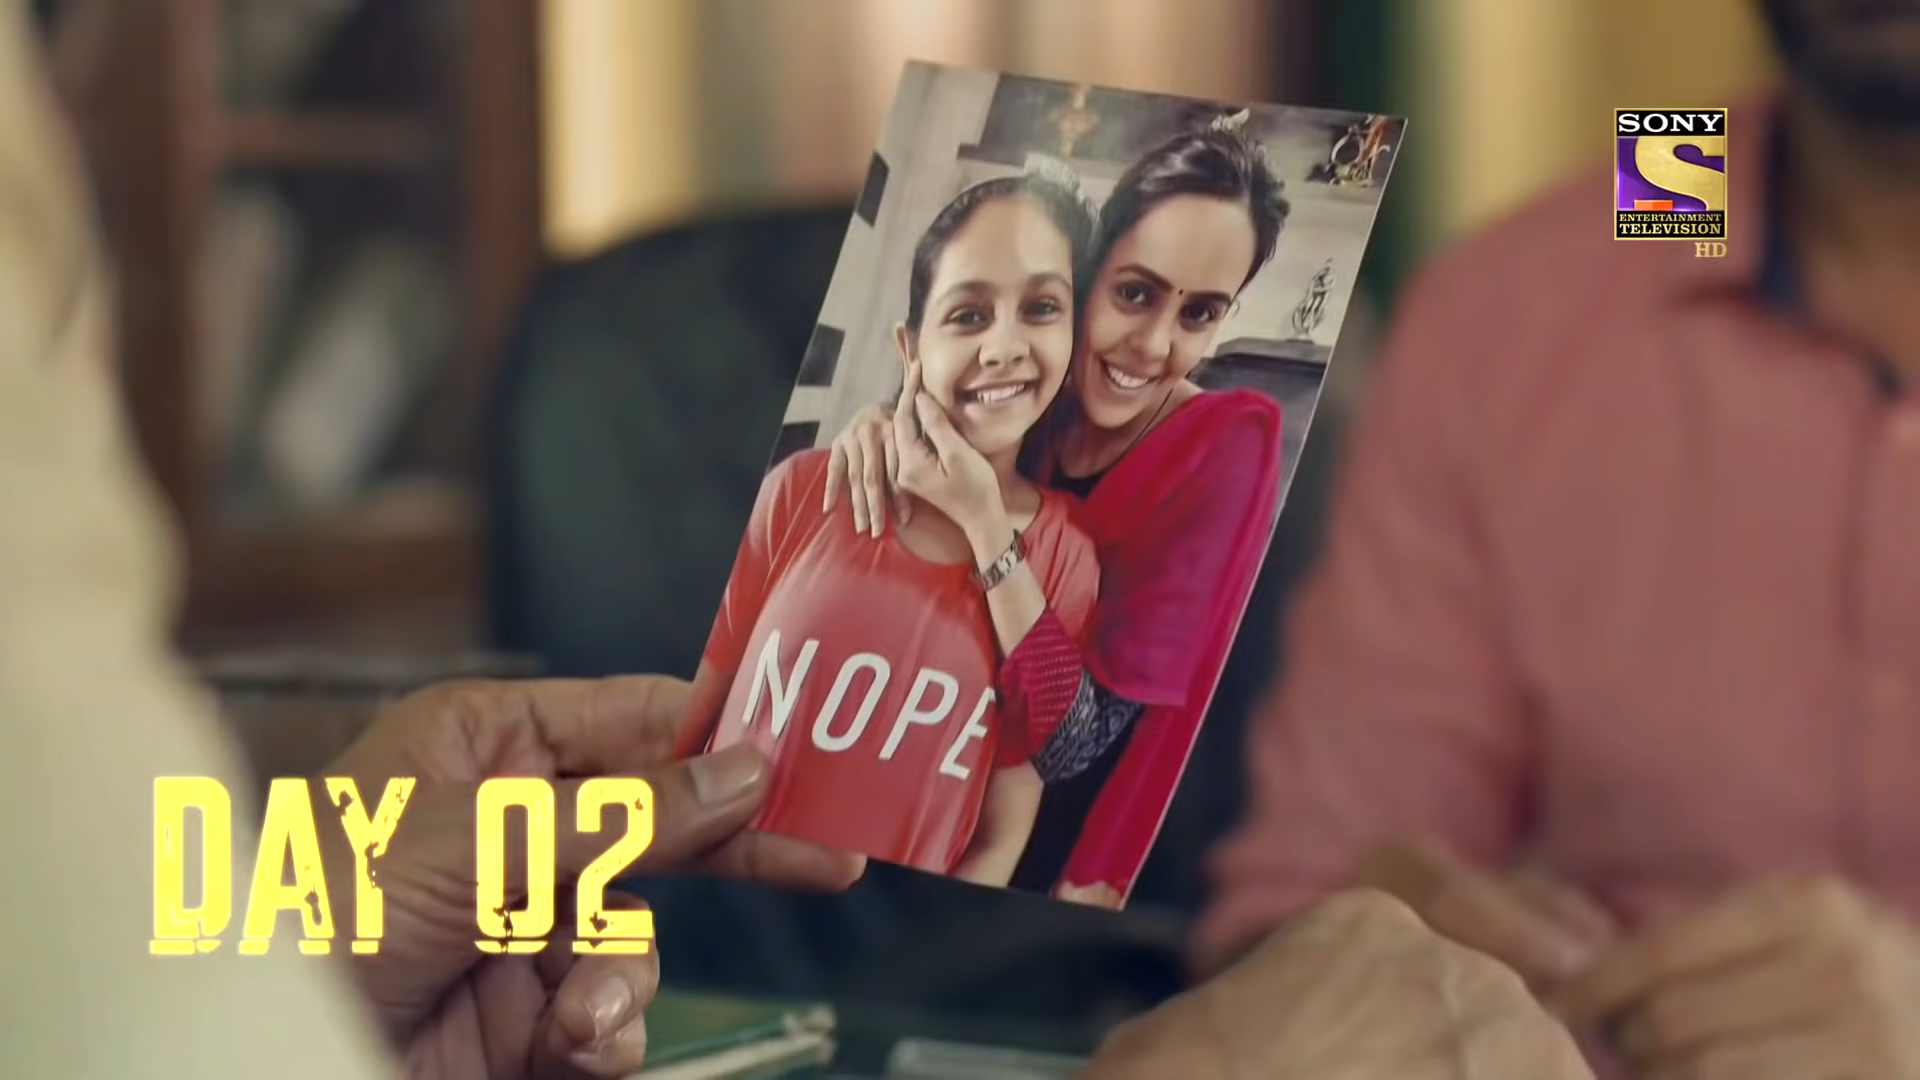 SONY
ENTERTAINMENT
TELEVISION
HD
NOPE
DAY 02